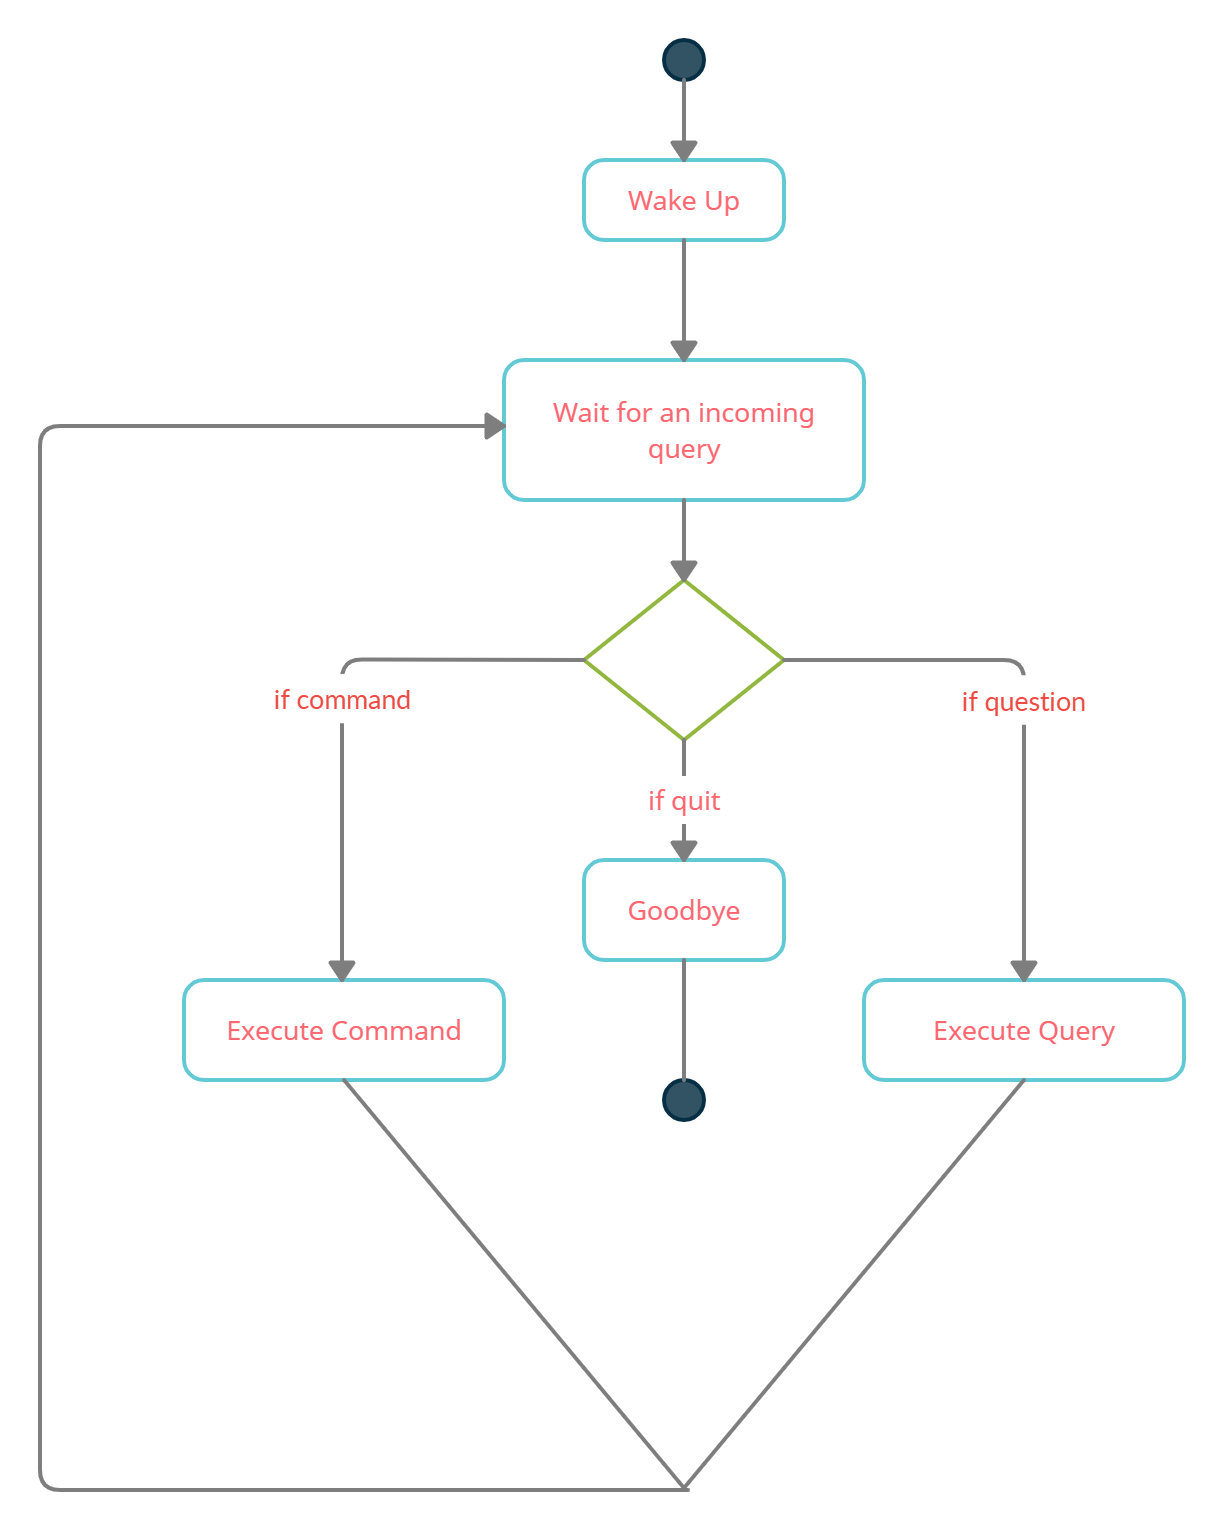 Wake Up
Wait for an incoming
query
if command
if question
if quit
Goodbye
Execute Command
Execute Query